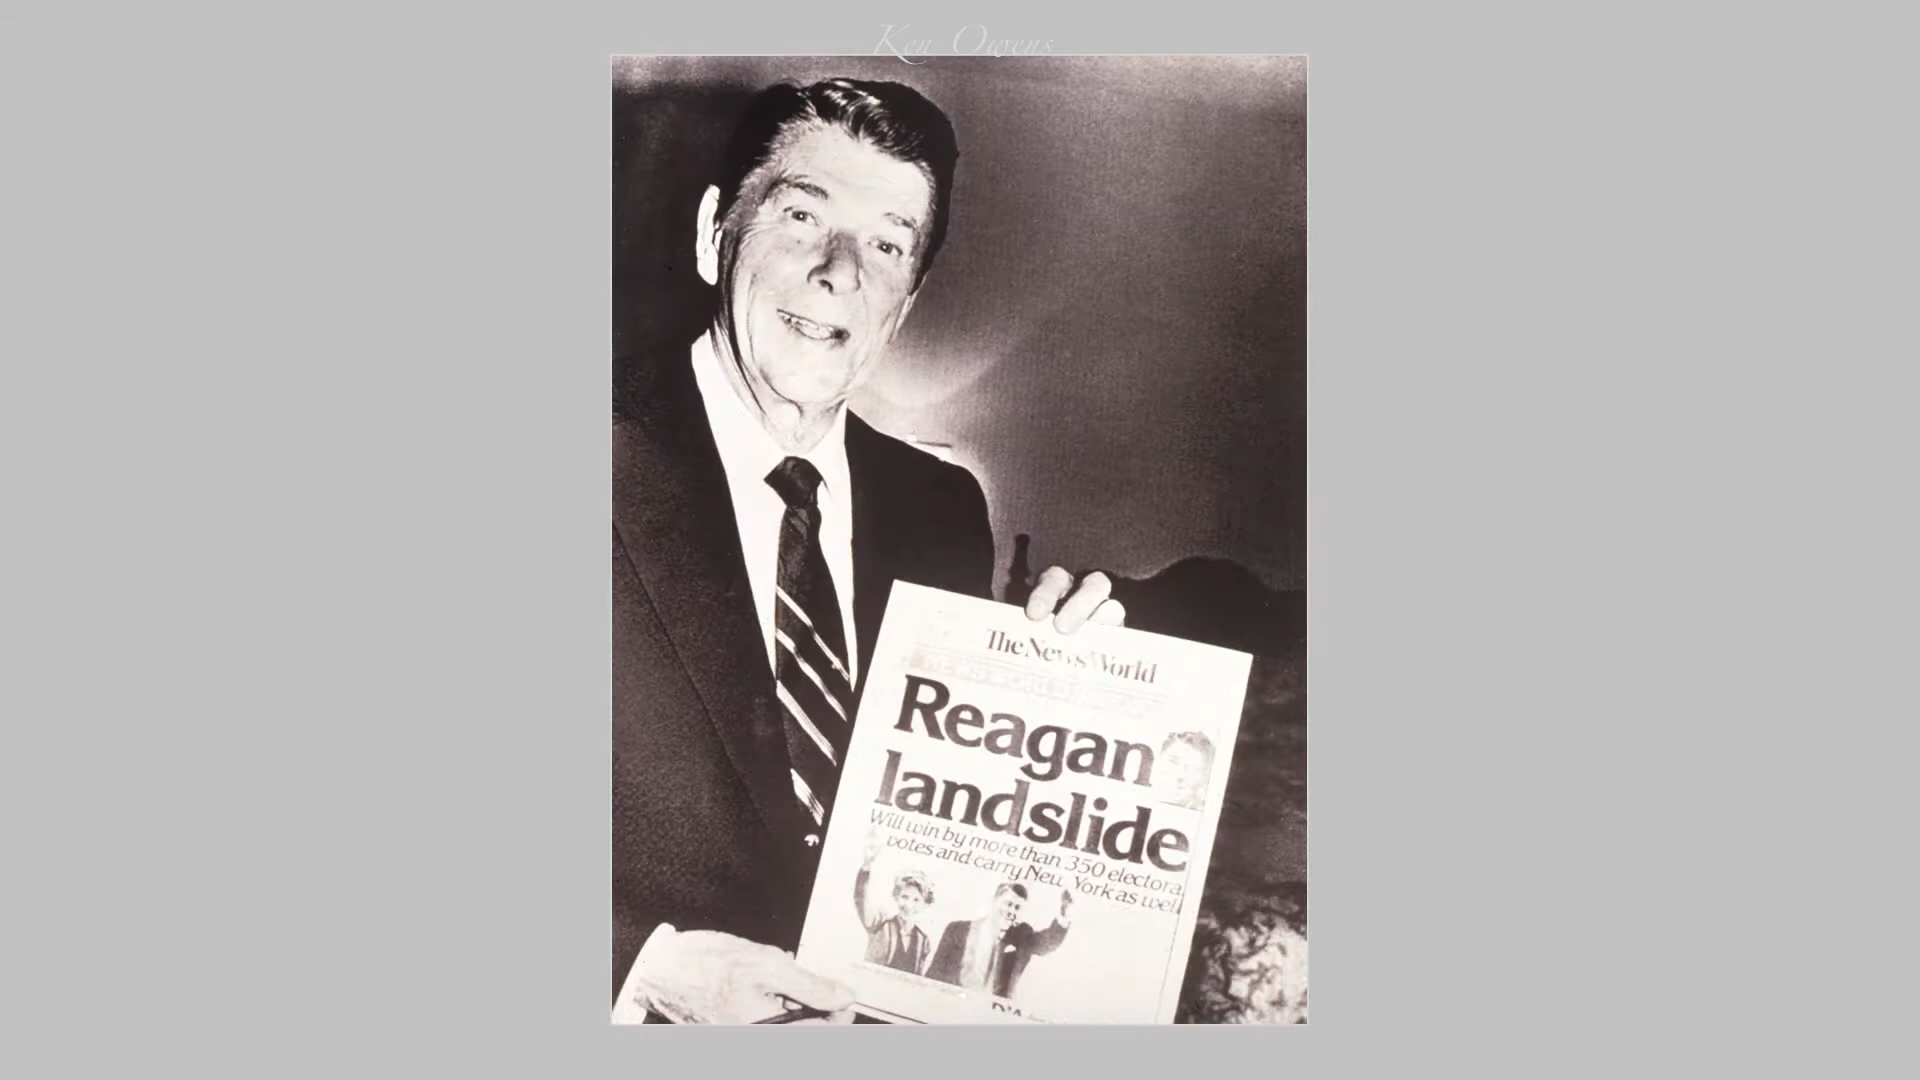 Ken Owens
The News World
Reagan
landslide
Will win by more than 350 electoral
votes and carry New York as well